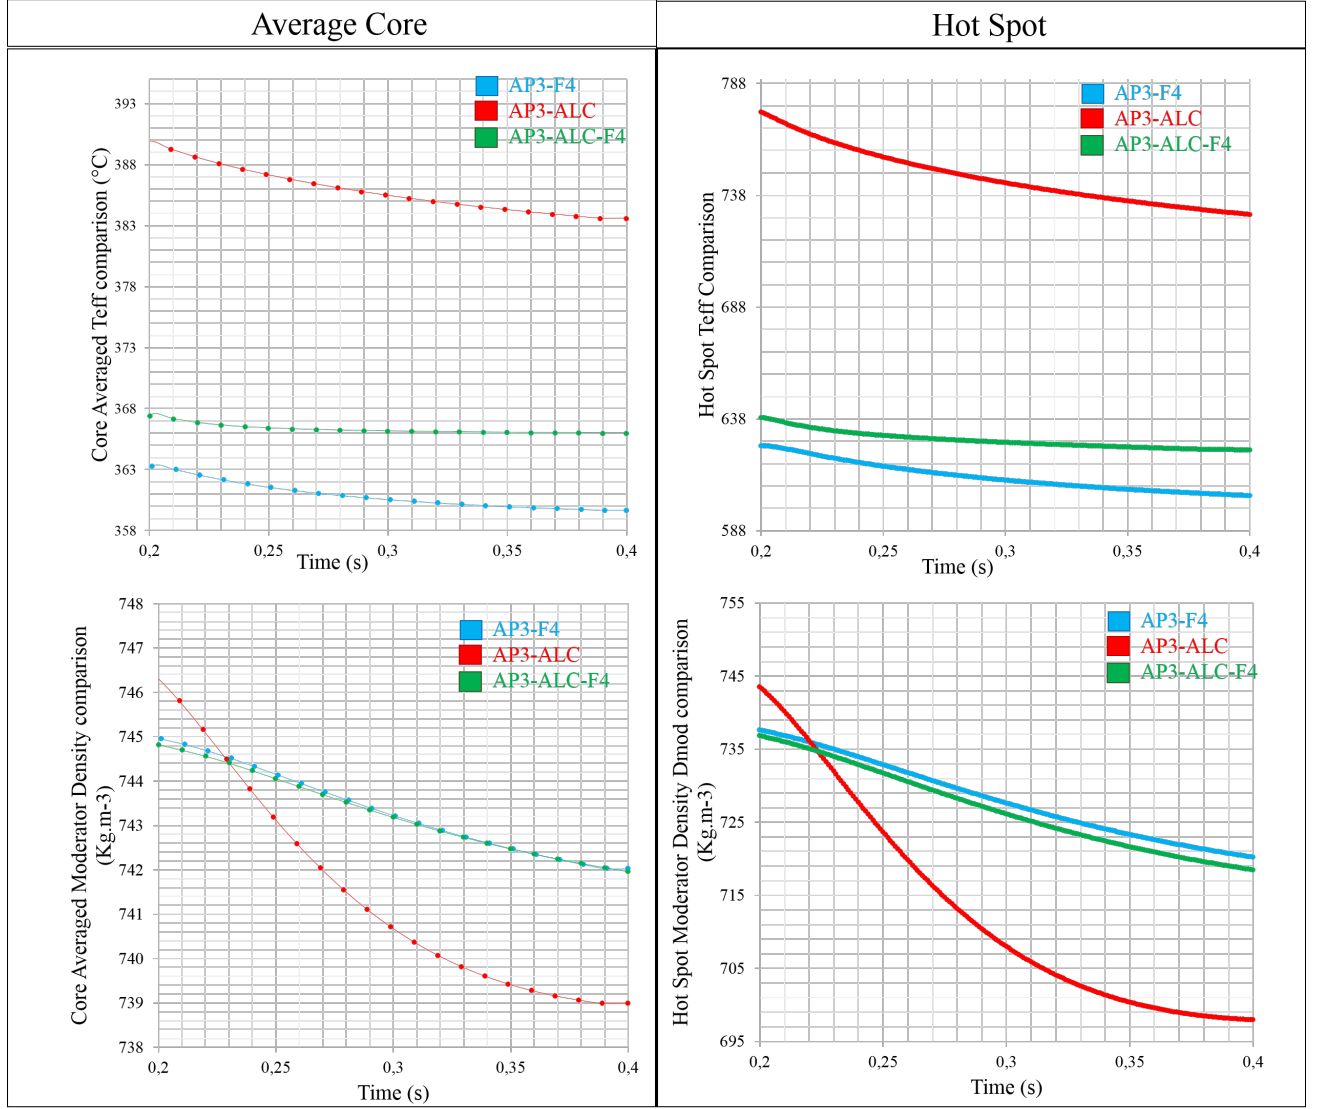 Average Core
Hot Spot
Core Averaged Teff comparison (°C)
393
388
383
378
373
368
363
358
0,2
0,25
0,3
0,35
0,4
Time (s)
AP3-F4
AP3-ALC
AP3-ALC-F4
Hot Spot Teff Comparison
788
738
688
638
588
0,2
0,25
0,3
0,35
0,4
Time (s)
AP3-F4
AP3-ALC
AP3-ALC-F4
Core Averaged Moderator Density comparison
(Kg.m-3)
748
747
746
745
744
743
742
741
740
739
738
0,2
0,25
0,3
0,35
0,4
Time (s)
AP3-F4
AP3-ALC
AP3-ALC-F4
Hot Spot Moderator Density Dmod comparison
(Kg.m-3)
755
745
735
725
715
705
695
0,2
0,25
0,3
0,35
0,4
Time (s)
AP3-F4
AP3-ALC
AP3-ALC-F4